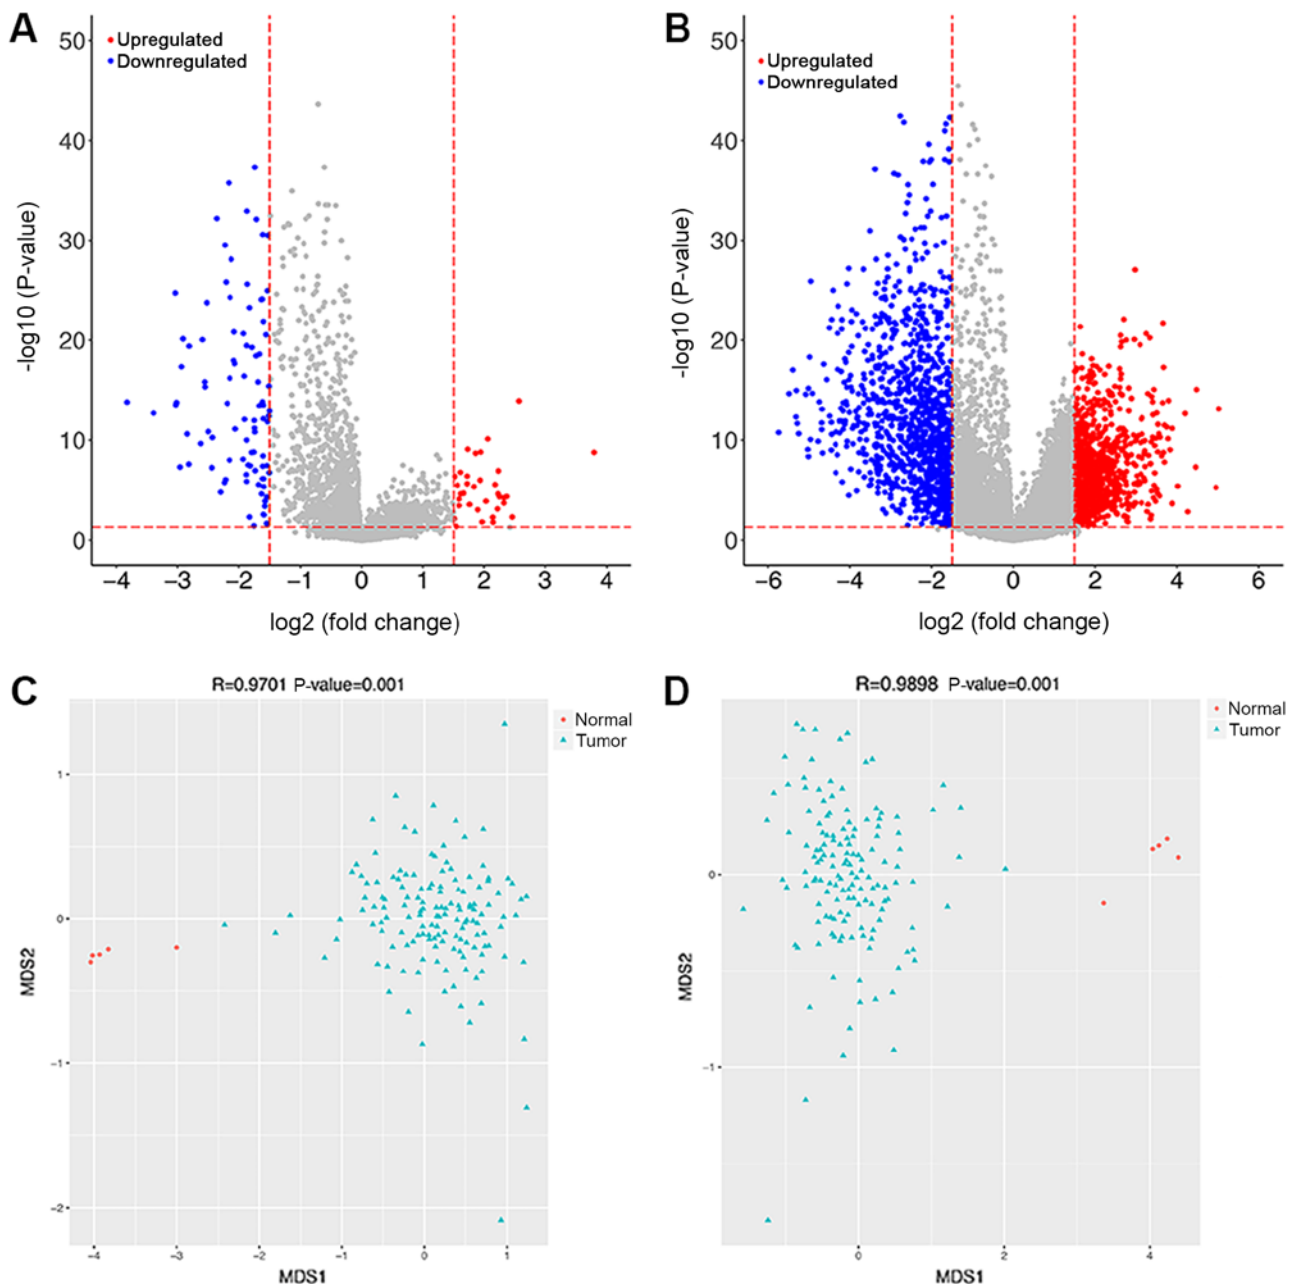 A
Upregulated
Downregulated
50
40
30
20
10
0
-log10 (P-value)
−4 −3 −2 −1 0 1 2 3 4
log2 (fold change)
B
Upregulated
Downregulated
50
40
30
20
10
0
-log10 (P-value)
−6 −4 −2 0 2 4 6
log2 (fold change)
C
R=0.9701 P-value=0.001
Normal
Tumor
1
0
−1
−2
MDS2
−4 −3 −2 −1 0 1
MDS1
D
R=0.9898 P-value=0.001
Normal
Tumor
0
−1
MDS2
0 2 4
MDS1